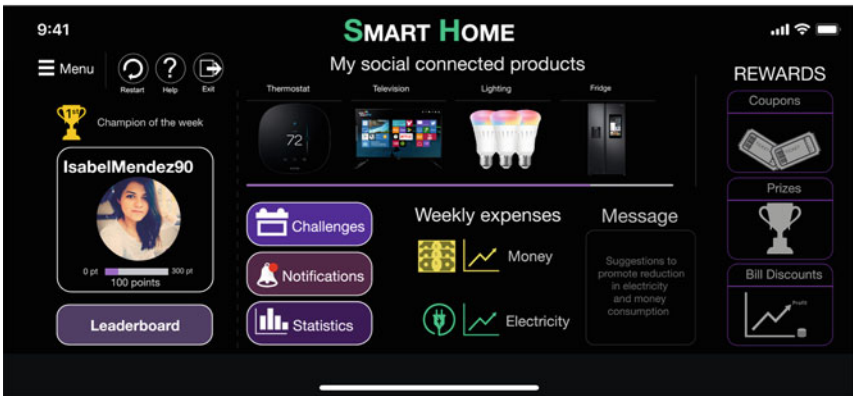 9:41
SMART HOME
Menu
Restart
Help
Exit
My social connected products
Thermostat
Television
Lighting
Fridge
72
1st
Champion of the week
IsabelMendez90
0 pt
300 pt
100 points
Leaderboard
Challenges
Notifications
Statistics
Weekly expenses
Money
Electricity
Message
Suggestions to
promote reduction
in electricity
and money
consumption
REWARDS
Coupons
Prizes
Bill Discounts
Profit